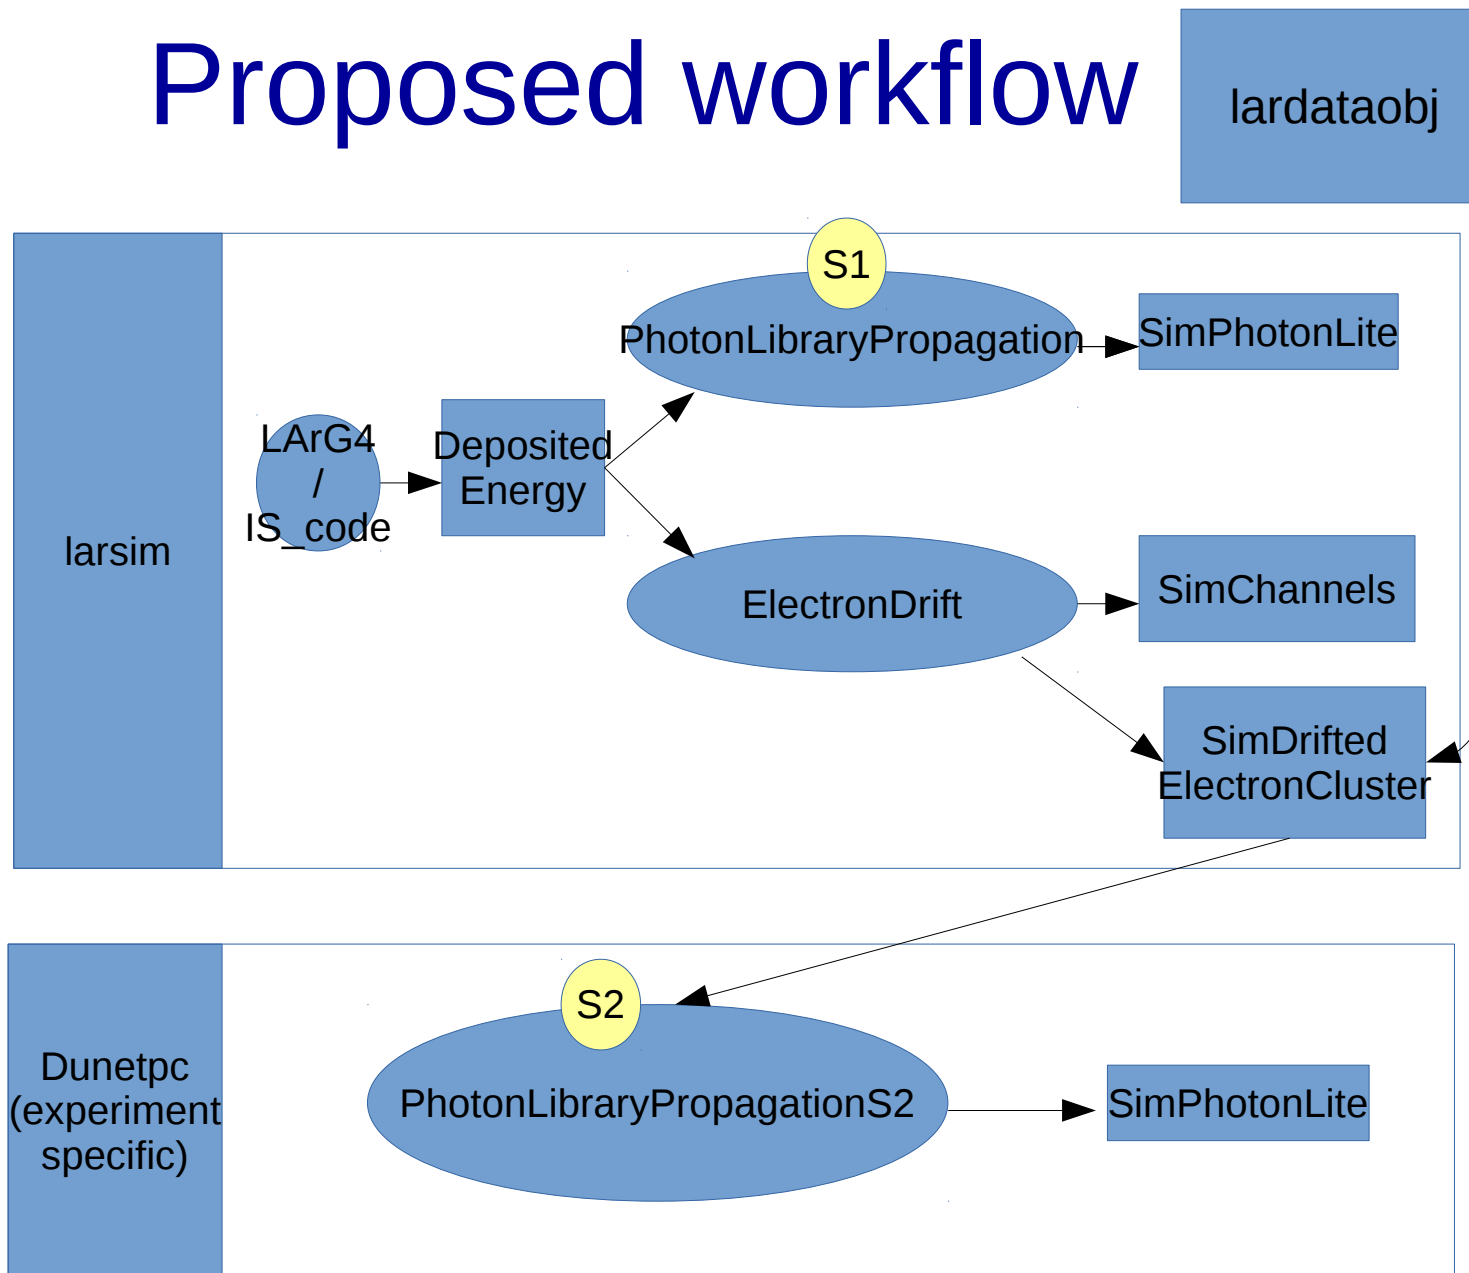 Proposed workflow
lardataobj
S1
PhotonLibraryPropagation
SimPhotonLite
LArG4
/
IS_code
Deposited
Energy
larsim
ElectronDrift
SimChannels
SimDrifted
ElectronCluster
S2
Dunetpc
(experiment
specific)
PhotonLibraryPropagationS2
SimPhotonLite